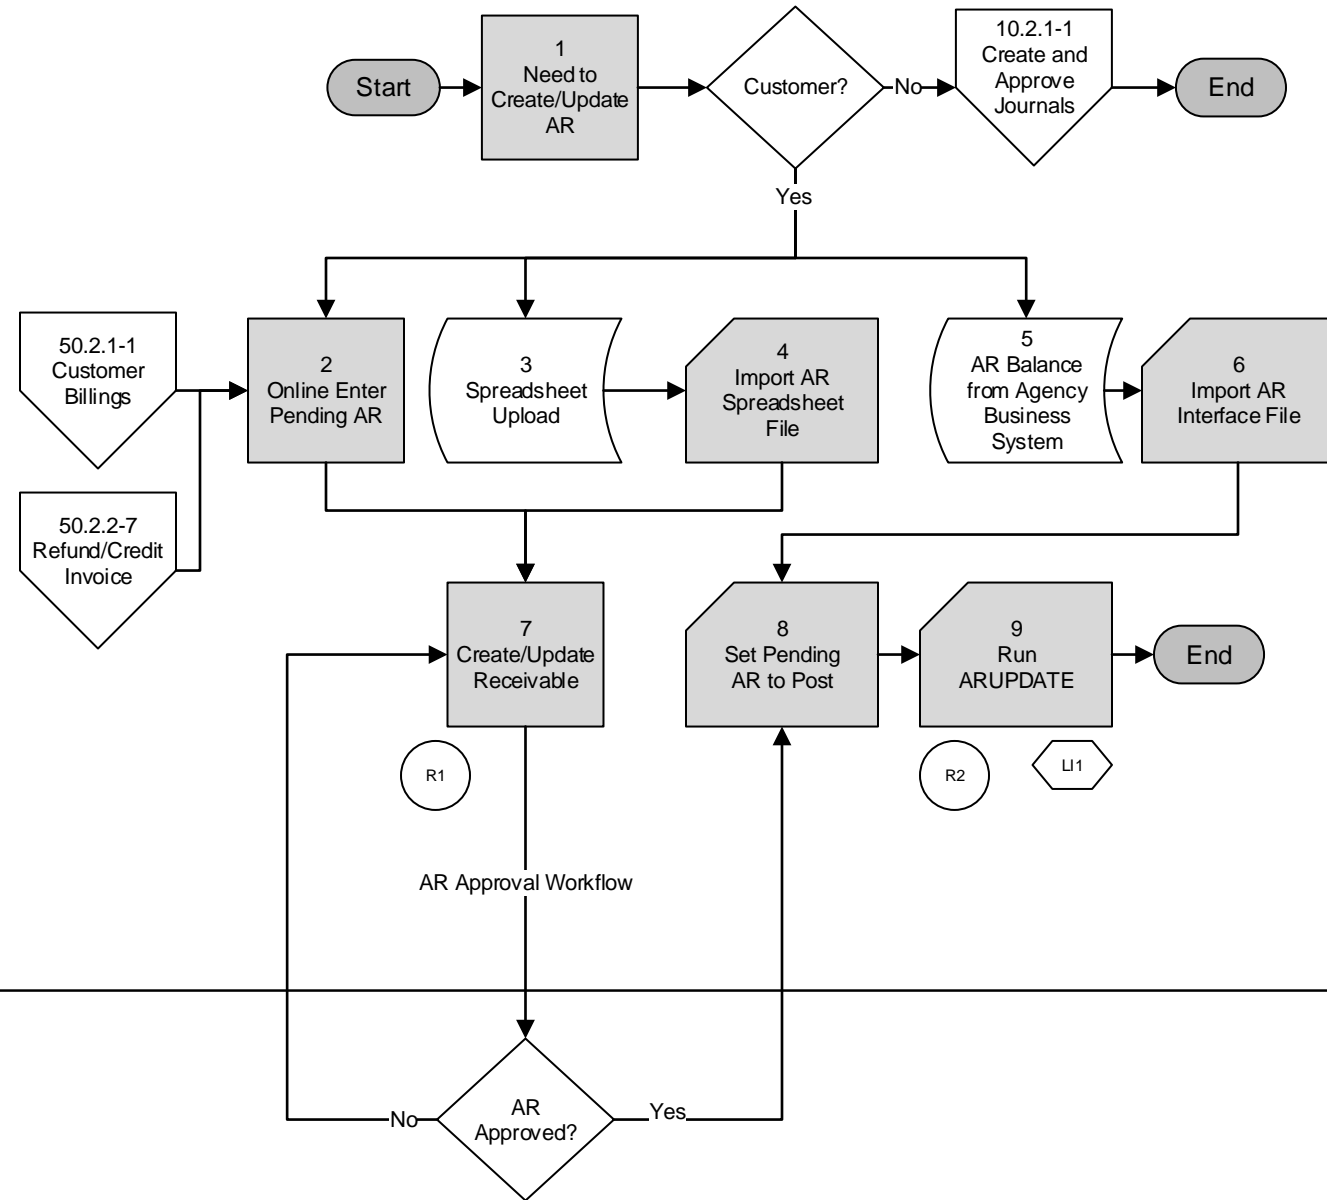 Start
1
Need to
Create/Update
AR
Customer?
No
10.2.1-1
Create and
Approve
Journals
End
Yes
50.2.1-1
Customer
Billings
2
Online Enter
Pending AR
3
Spreadsheet
Upload
4
Import AR
Spreadsheet
File
5
AR Balance
from Agency
Business
System
6
Import AR
Interface File
50.2.2-7
Refund/Credit
Invoice
7
Create/Update
Receivable
8
Set Pending
AR to Post
9
Run
ARUPDATE
End
R1
R2
LI1
AR Approval Workflow
No
AR
Approved?
Yes